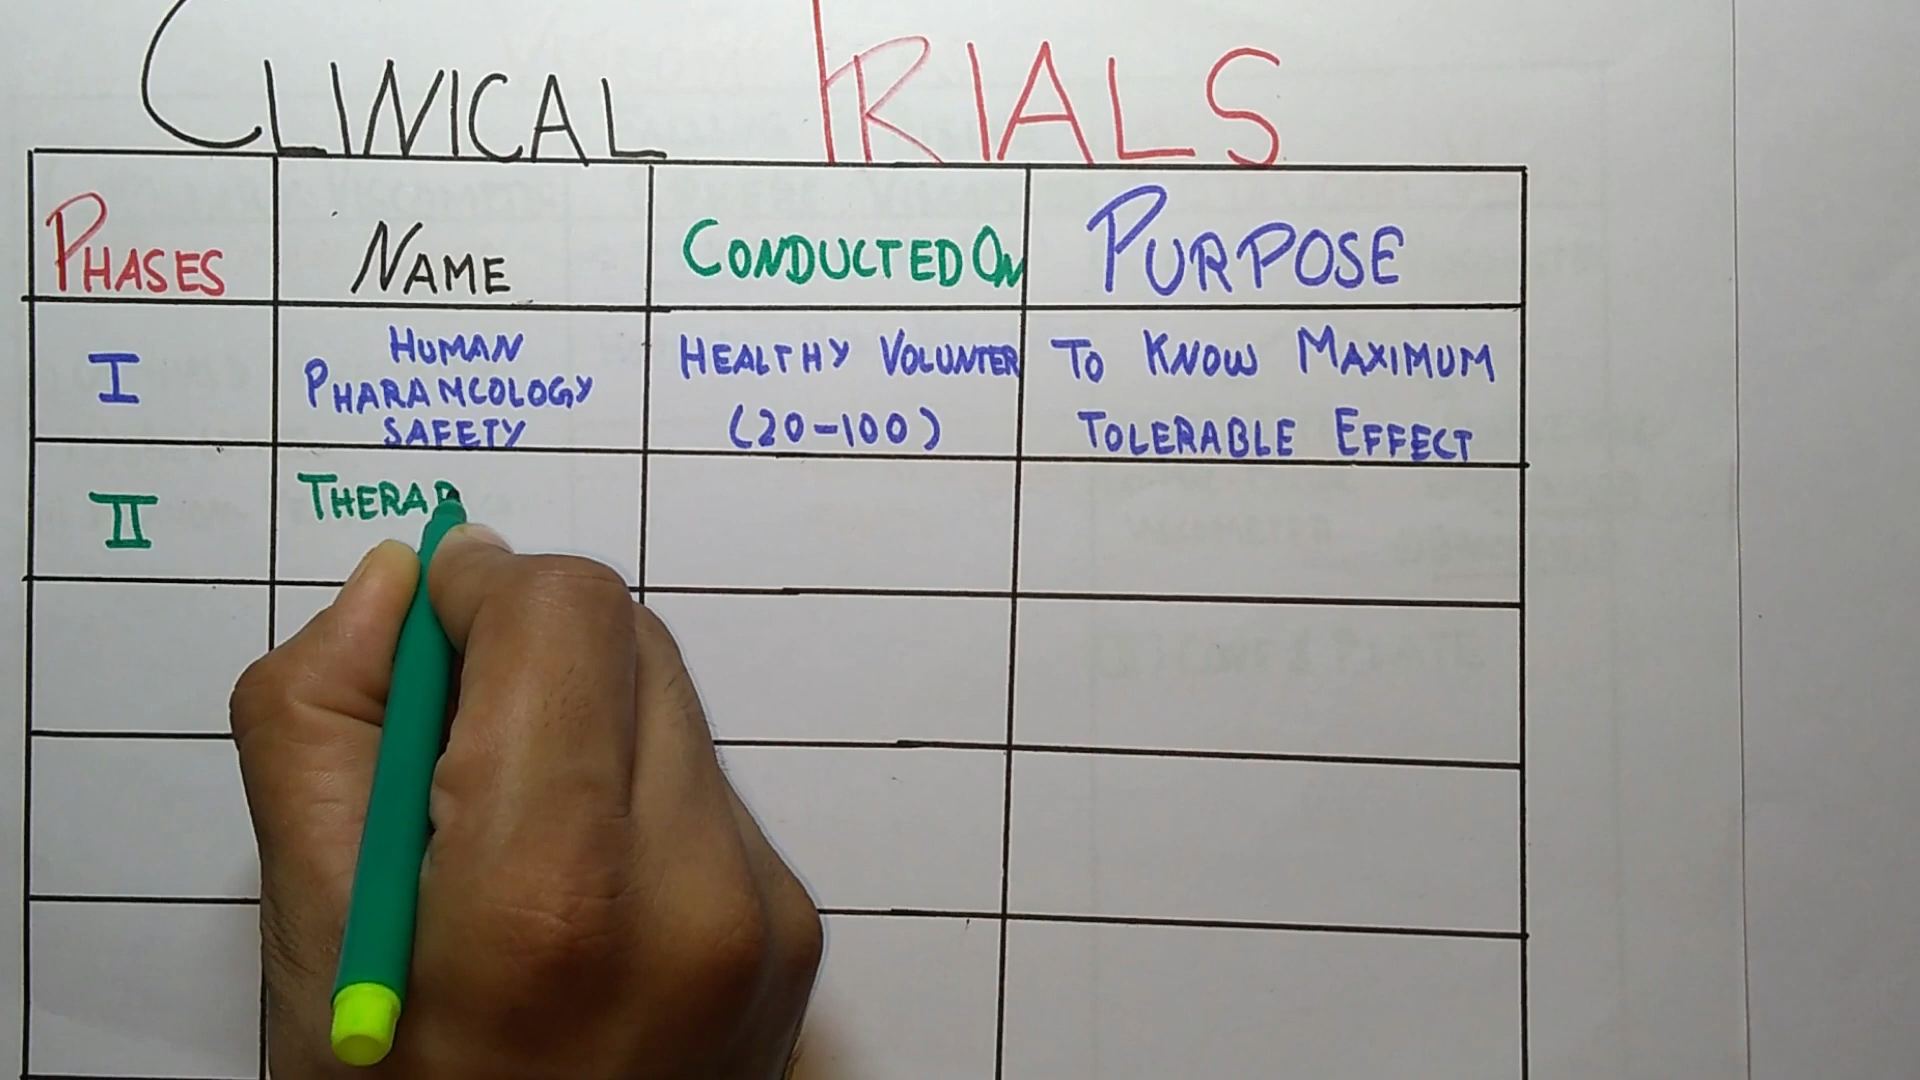 CLINICAL TRIALS
PHASES NAME CONDUCTED ON PURPOSE
I
HUMAN
PHARAMCOLOGY
SAFETY
HEALTHY VOLUNTER
(20-100)
TO KNOW MAXIMUM
TOLERABLE EFFECT
II
THERAP